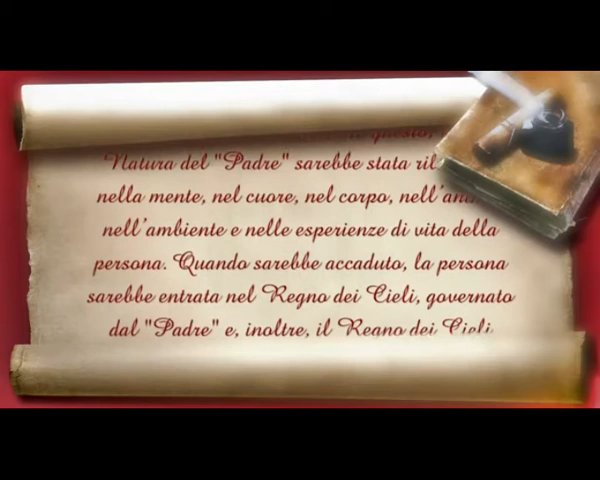 questo,
Natura del "Padre" sarebbe stata
nella mente, nel cuore, nel corpo,
nell'ambiente e nelle esperienze di vita della
persona. Quando sarebbe accaduto, la persona
sarebbe entrata nel Regno dei Cieli, governato
dal "Padre" e, inoltre, il Regno dei Cieli